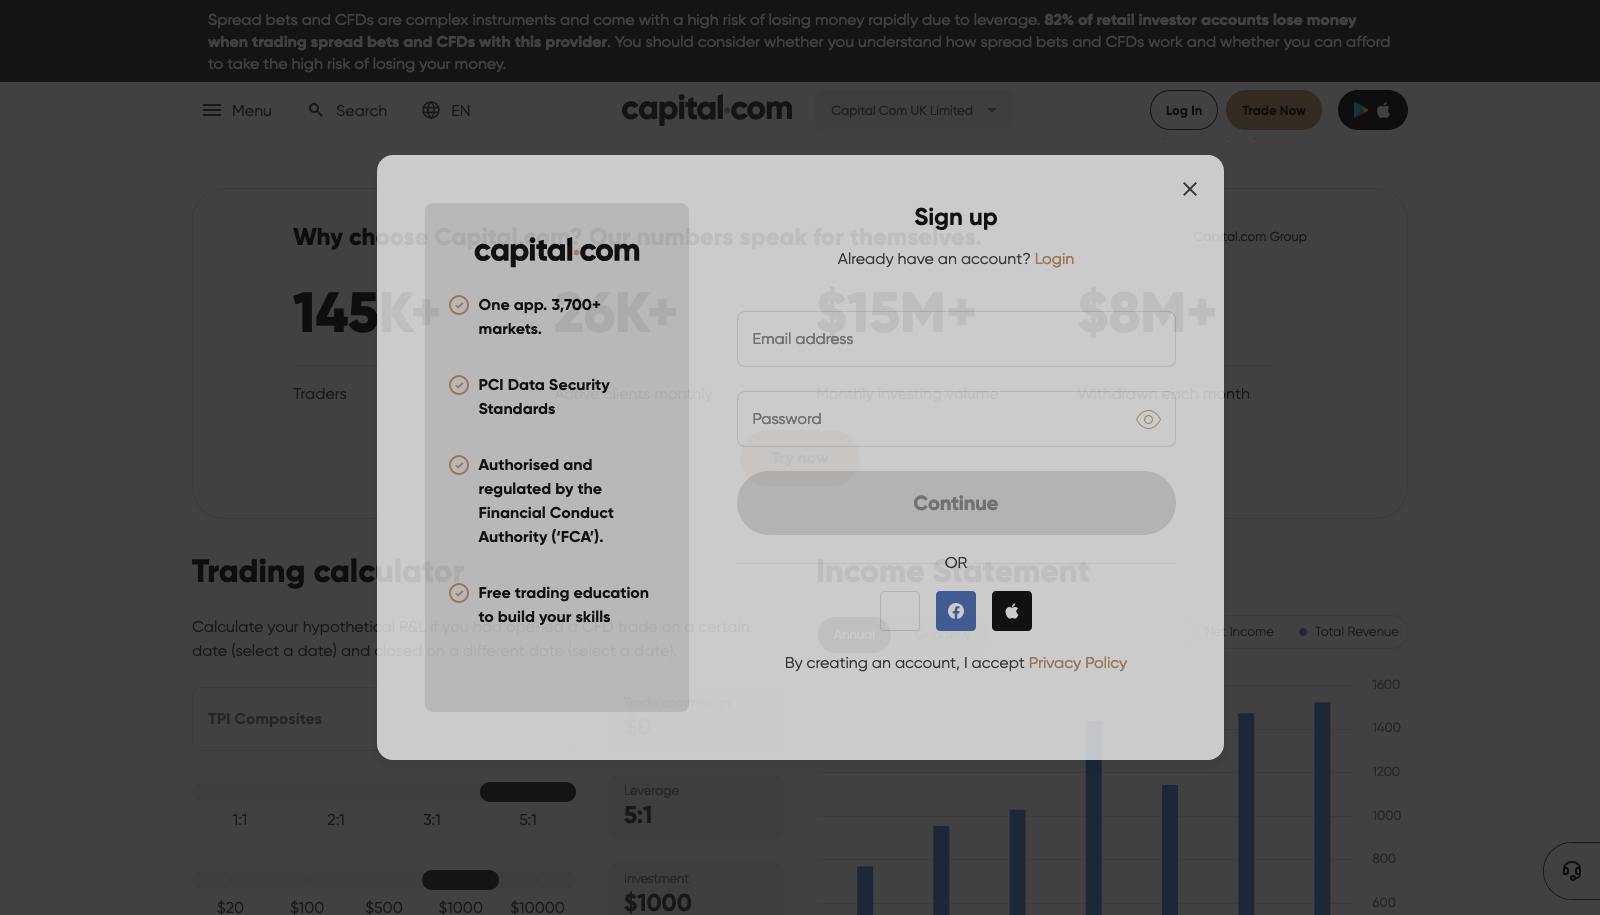 Spread bets and CFDs are complex instruments and come with a high risk of losing money rapidly due to leverage. 82% of retail investor accounts lose money
when trading spread bets and CFDs with this provider. You should consider whether you understand how spread bets and CFDs work and whether you can afford
to take the high risk of losing your money.
Menu
Search
EN
capital.com
Capital Com UK Limited
Log In
Trade Now
Why choose Capital.com? Our numbers speak for themselves.
Capital.com Group
145K+
26K+
$15M+
$8M+
Traders
Active clients monthly
Monthly investing volume
Withdrawn each month
Try now
capital.com
One app. 3,700+
markets.
PCI Data Security
Standards
Authorised and
regulated by the
Financial Conduct
Authority (‘FCA’).
Free trading education
to build your skills
Sign up
Already have an account? Login
Email address
Password
Continue
OR
By creating an account, I accept Privacy Policy
Trading calculator
Calculate your hypothetical P&L if you had opened a CFD trade on a certain
date (select a date) and closed on a different date (select a date).
TPI Composites
1:1
2:1
3:1
5:1
$20
$100
$500
$1000
$10000
Trade commission
$0
Leverage
5:1
Investment
$1000
Income Statement
Annual
Quarterly
Net Income
Total Revenue
1600
1400
1200
1000
800
600